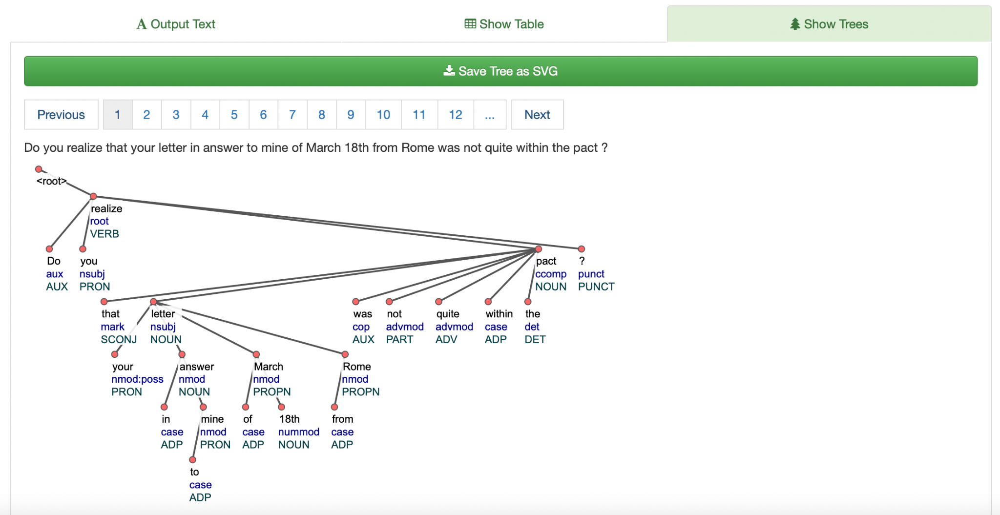 Output Text
Show Table
Show Trees
Save Tree as SVG
Previous 1 2 3 4 5 6 7 8 9 10 11 12 ... Next
Do you realize that your letter in answer to mine of March 18th from Rome was not quite within the pact ?
<root>
realize
root
VERB
Do you pact ?
aux nsubj ccomp punct
AUX PRON NOUN PUNCT
that letter was not quite within the
mark nsubj cop advmod advmod case det
SCONJ NOUN AUX PART ADV ADP DET
your answer March Rome
nmod:poss nmod nmod nmod
PRON NOUN PROPN PROPN
in mine of 18th from
case nmod case nummod case
ADP PRON ADP NOUN ADP
to
case
ADP